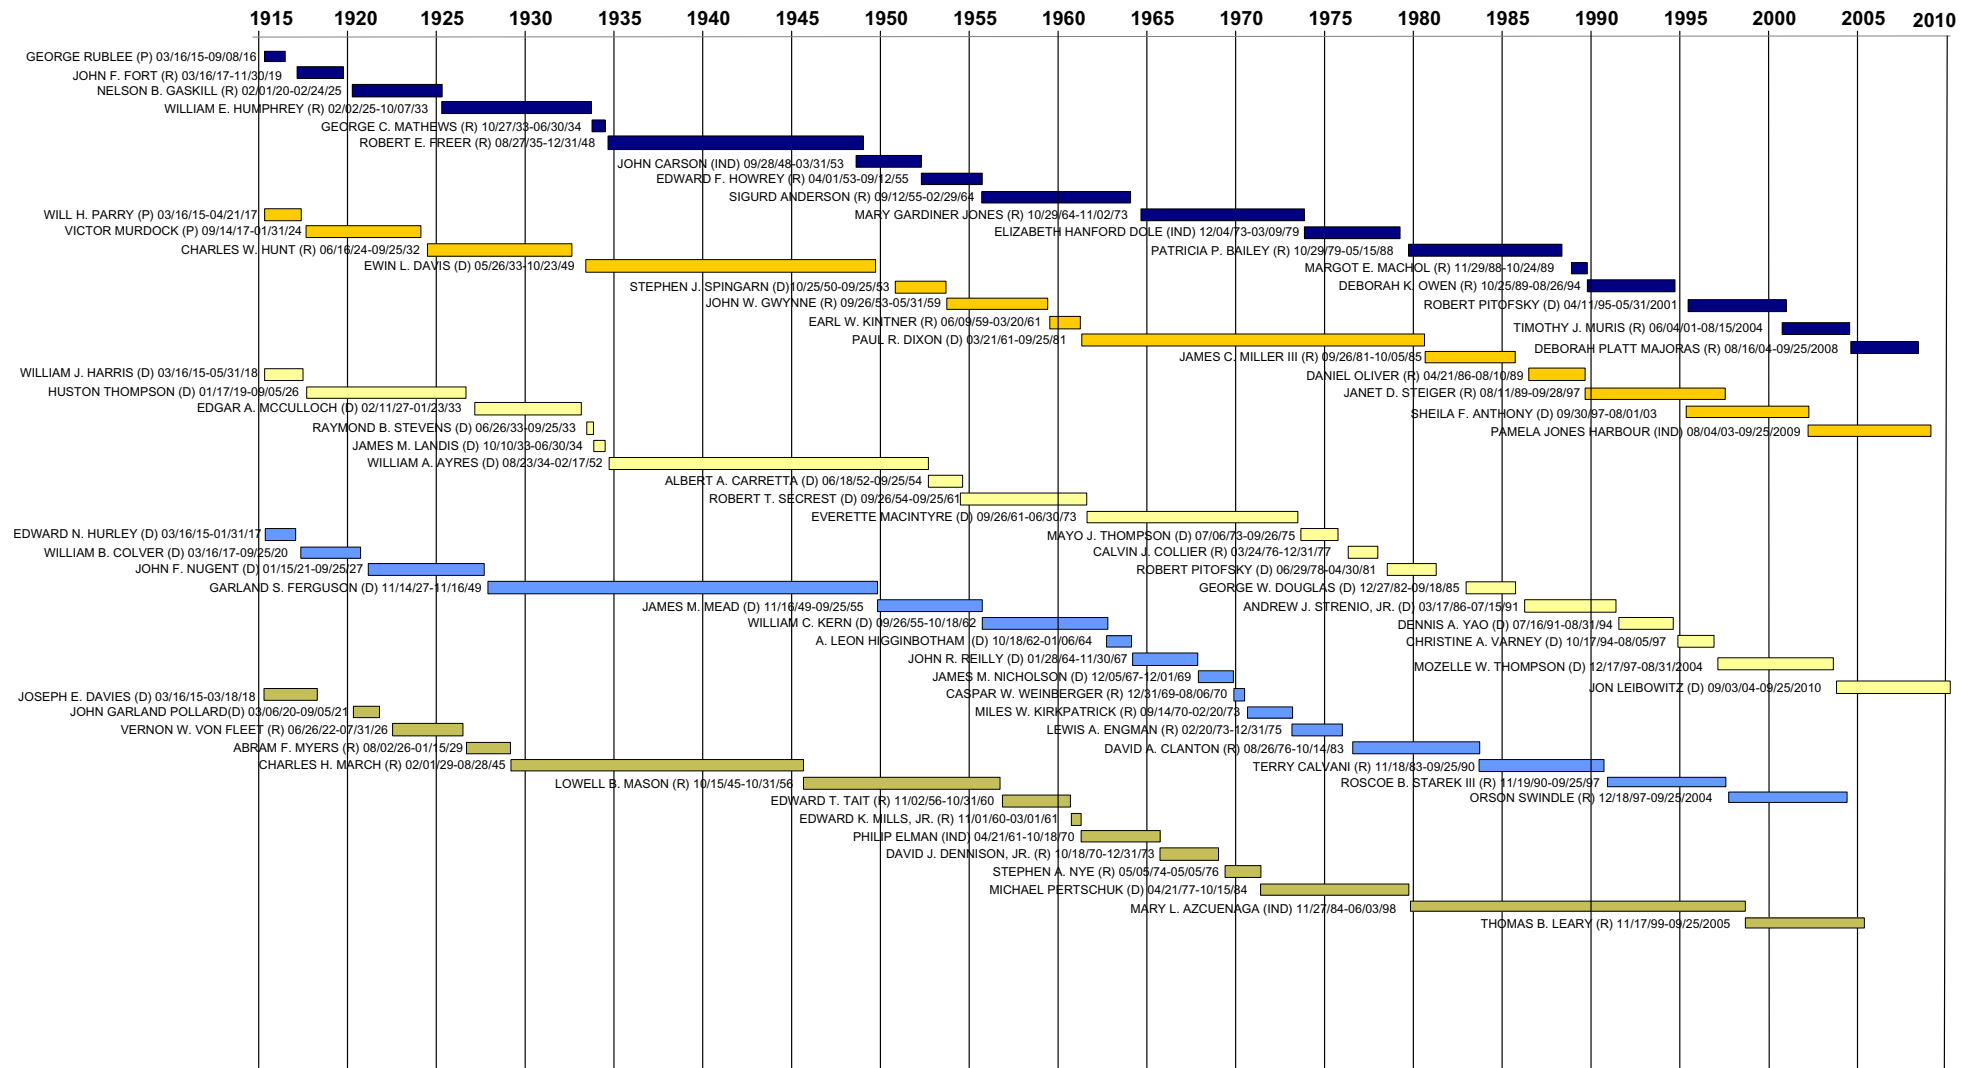 1915 1920 1925 1930 1935 1940 1945 1950 1955 1960 1965 1970 1975 1980 1985 1990 1995 2000 2005 2010
GEORGE RUBLEE (P) 03/16/15-09/08/16
JOHN F. FORT (R) 03/16/17-11/30/19
NELSON B. GASKILL (R) 02/01/20-02/24/25
WILLIAM E. HUMPHREY (R) 02/02/25-10/07/33
GEORGE C. MATHEWS (R) 10/27/33-06/30/34
ROBERT E. FREER (R) 08/27/35-12/31/48
JOHN CARSON (IND) 09/28/48-03/31/53
EDWARD F. HOWREY (R) 04/01/53-09/12/55
SIGURD ANDERSON (R) 09/12/55-02/29/64
MARY GARDINER JONES (R) 10/29/64-11/02/73
ELIZABETH HANFORD DOLE (IND) 12/04/73-03/09/79
PATRICIA P. BAILEY (R) 10/29/79-05/15/88
MARGOT E. MACHOL (R) 11/29/88-10/24/89
DEBORAH K. OWEN (R) 10/25/89-08/26/94
ROBERT PITOFSKY (D) 04/11/95-05/31/2001
TIMOTHY J. MURIS (R) 06/04/01-08/15/2004
DEBORAH PLATT MAJORAS (R) 08/16/04-09/25/2008
WILL H. PARRY (P) 03/16/15-04/21/17
VICTOR MURDOCK (P) 09/14/17-01/31/24
CHARLES W. HUNT (R) 06/16/24-09/25/32
EWIN L. DAVIS (D) 05/26/33-10/23/49
STEPHEN J. SPINGARN (D)10/25/50-09/25/53
JOHN W. GWYNNE (R) 09/26/53-05/31/59
EARL W. KINTNER (R) 06/09/59-03/20/61
PAUL R. DIXON (D) 03/21/61-09/25/81
JAMES C. MILLER III (R) 09/26/81-10/05/85
DANIEL OLIVER (R) 04/21/86-08/10/89
JANET D. STEIGER (R) 08/11/89-09/28/97
SHEILA F. ANTHONY (D) 09/30/97-08/01/03
PAMELA JONES HARBOUR (IND) 08/04/03-09/25/2009
WILLIAM J. HARRIS (D) 03/16/15-05/31/18
HUSTON THOMPSON (D) 01/17/19-09/05/26
EDGAR A. MCCULLOCH (D) 02/11/27-01/23/33
RAYMOND B. STEVENS (D) 06/26/33-09/25/33
JAMES M. LANDIS (D) 10/10/33-06/30/34
WILLIAM A. AYRES (D) 08/23/34-02/17/52
ALBERT A. CARRETTA (D) 06/18/52-09/25/54
ROBERT T. SECREST (D) 09/26/54-09/25/61
EVERETTE MACINTYRE (D) 09/26/61-06/30/73
MAYO J. THOMPSON (D) 07/06/73-09/26/75
CALVIN J. COLLIER (R) 03/24/76-12/31/77
ROBERT PITOFSKY (D) 06/29/78-04/30/81
GEORGE W. DOUGLAS (D) 12/27/82-09/18/85
ANDREW J. STRENIO, JR. (D) 03/17/86-07/15/91
DENNIS A. YAO (D) 07/16/91-08/31/94
CHRISTINE A. VARNEY (D) 10/17/94-08/05/97
MOZELLE W. THOMPSON (D) 12/17/97-08/31/2004
JON LEIBOWITZ (D) 09/03/04-09/25/2010
EDWARD N. HURLEY (D) 03/16/15-01/31/17
WILLIAM B. COLVER (D) 03/16/17-09/25/20
JOHN F. NUGENT (D) 01/15/21-09/25/27
GARLAND S. FERGUSON (D) 11/14/27-11/16/49
JAMES M. MEAD (D) 11/16/49-09/25/55
WILLIAM C. KERN (D) 09/26/55-10/18/62
A. LEON HIGGINBOTHAM (D) 10/18/62-01/06/64
JOHN R. REILLY (D) 01/28/64-11/30/67
JAMES M. NICHOLSON (D) 12/05/67-12/01/69
CASPAR W. WEINBERGER (R) 12/31/69-08/06/70
MILES W. KIRKPATRICK (R) 09/14/70-02/20/73
LEWIS A. ENGMAN (R) 02/20/73-12/31/75
DAVID A. CLANTON (R) 08/26/76-10/14/83
TERRY CALVANI (R) 11/18/83-09/25/90
ROSCOE B. STAREK III (R) 11/19/90-09/25/97
ORSON SWINDLE (R) 12/18/97-09/25/2004
JOSEPH E. DAVIES (D) 03/16/15-03/18/18
JOHN GARLAND POLLARD(D) 03/06/20-09/05/21
VERNON W. VON FLEET (R) 06/26/22-07/31/26
ABRAM F. MYERS (R) 08/02/26-01/15/29
CHARLES H. MARCH (R) 02/01/29-08/28/45
LOWELL B. MASON (R) 10/15/45-10/31/56
EDWARD T. TAIT (R) 11/02/56-10/31/60
EDWARD K. MILLS, JR. (R) 11/01/60-03/01/61
PHILIP ELMAN (IND) 04/21/61-10/18/70
DAVID J. DENNISON, JR. (R) 10/18/70-12/31/73
STEPHEN A. NYE (R) 05/05/74-05/05/76
MICHAEL PERTSCHUK (D) 04/21/77-10/15/84
MARY L. AZCUENAGA (IND) 11/27/84-06/03/98
THOMAS B. LEARY (R) 11/17/99-09/25/2005